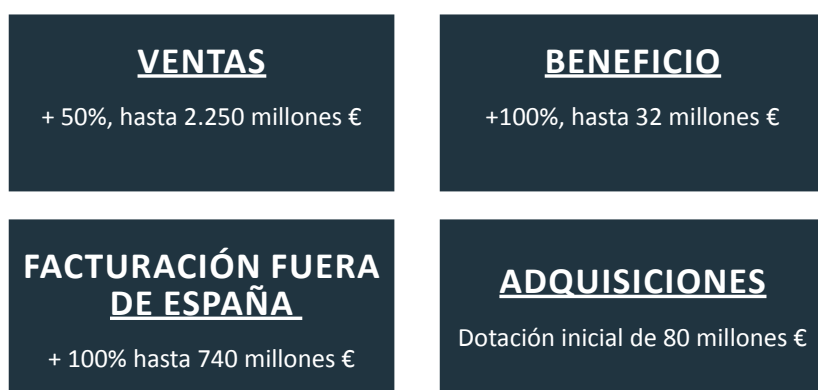 VENTAS
+ 50%, hasta 2.250 millones €
BENEFICIO
+100%, hasta 32 millones €
FACTURACIÓN FUERA
DE ESPAÑA
+ 100% hasta 740 millones €
ADQUISICIONES
Dotación inicial de 80 millones €